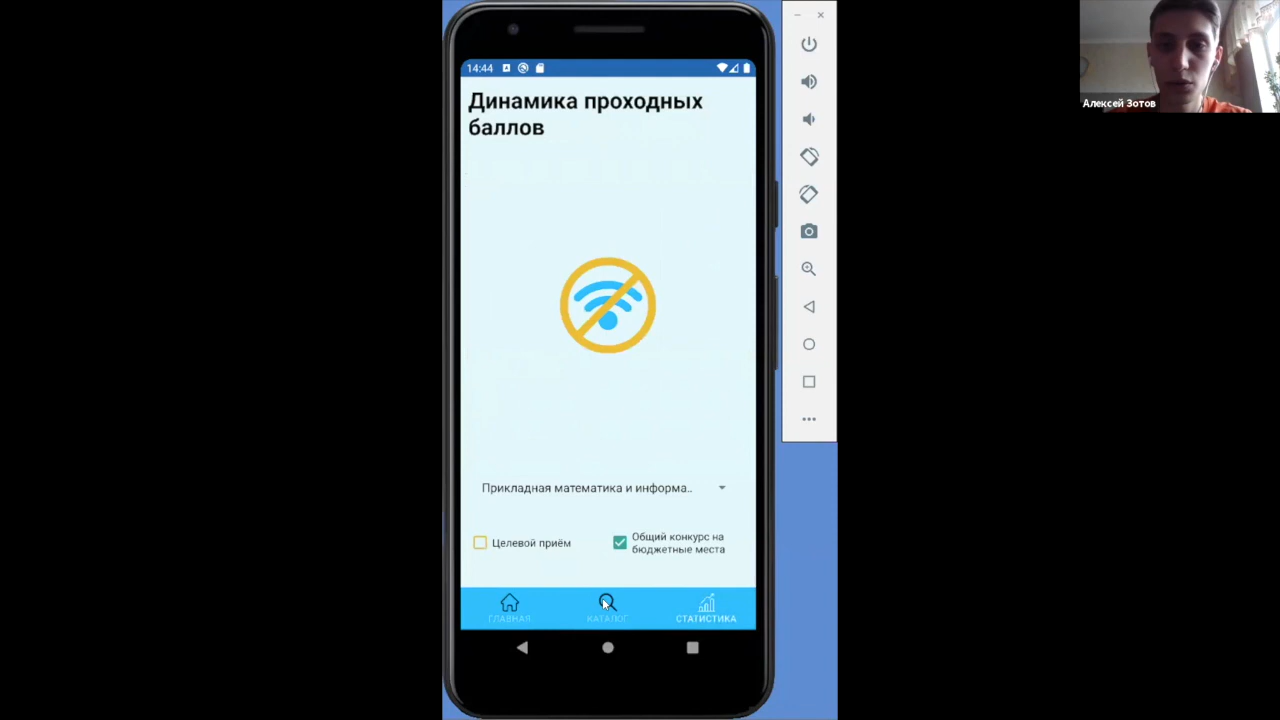 14:44
Динамика проходных
баллов
Прикладная математика и информа..
Целевой приём
Общий конкурс на
бюджетные места
ГЛАВНАЯ
КАТАЛОГ
СТАТИСТИКА
Алексей Зотов